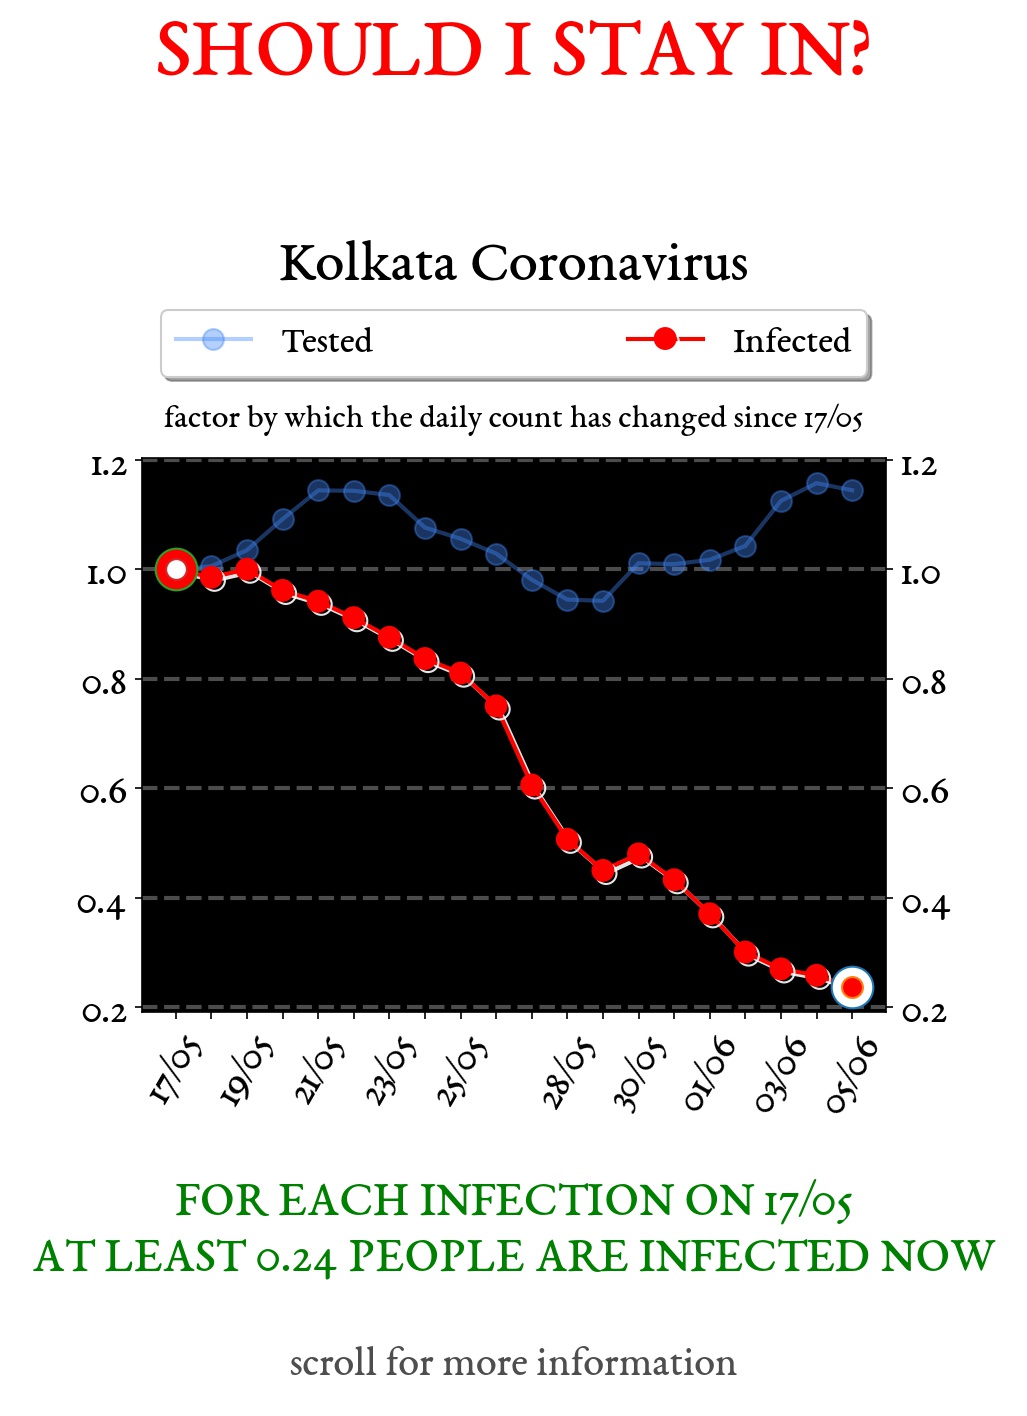 SHOULD I STAY IN?
Kolkata Coronavirus
Tested Infected
factor by which the daily count has changed since 17/05
1.2 1.2
1.0 1.0
0.8 0.8
0.6 0.6
0.4 0.4
0.2 0.2
17/05 19/05 21/05 23/05 25/05 28/05 30/05 01/06 03/06 05/06
FOR EACH INFECTION ON 17/05
AT LEAST 0.24 PEOPLE ARE INFECTED NOW
scroll for more information